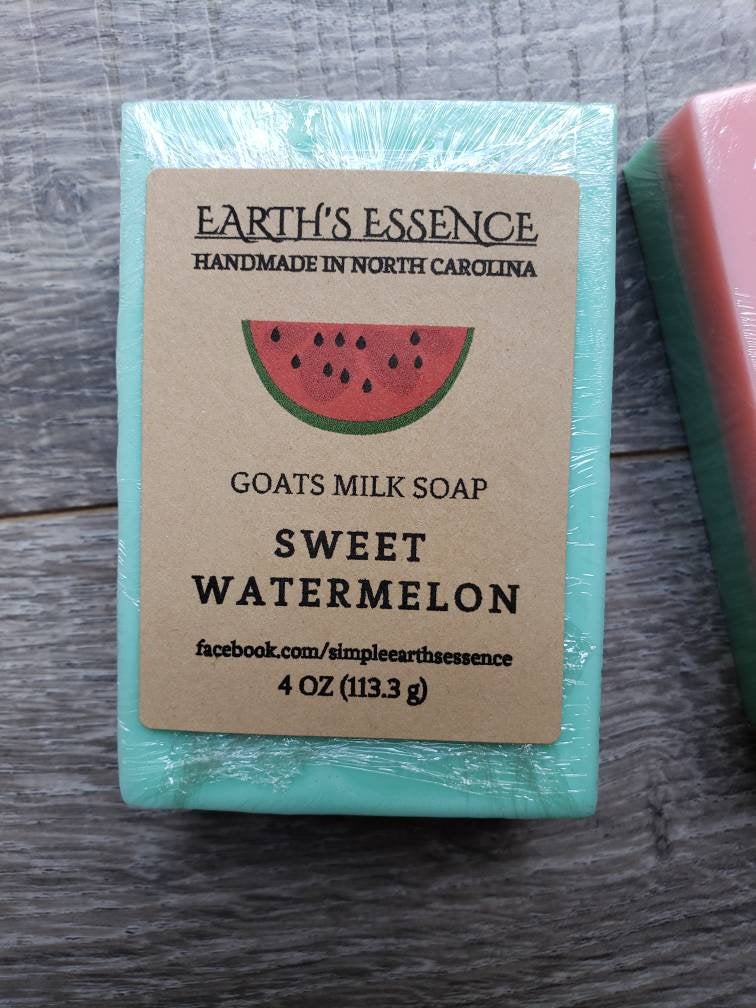 EARTH'S ESSENCE
HANDMADE IN NORTH CAROLINA
GOATS MILK SOAP
SWEET
WATERMELON
facebook.com/simpleearthsessence
4 OZ (113.3 g)